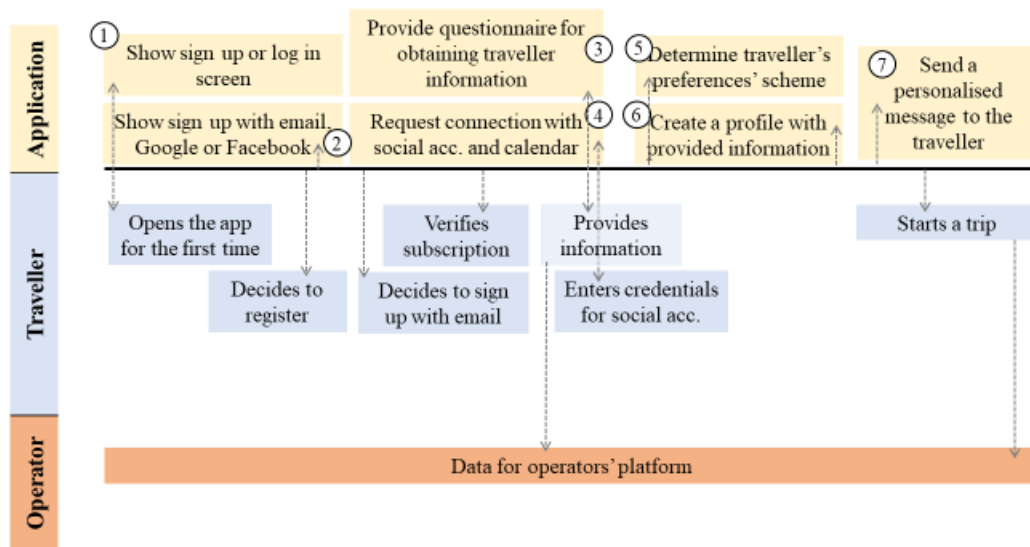 Application
1
Show sign up or log in
screen
Show sign up with email,
Google or Facebook
2
Provide questionnaire for
obtaining traveller
information
3
Request connection with
social acc. and calendar
4
5
Determine traveller's
preferences' scheme
6
Create a profile with
provided information
7
Send a
personalised
message to the
traveller
Traveller
Opens the app
for the first time
Decides to
register
Verifies
subscription
Decides to sign
up with email
Provides
information
Enters credentials
for social acc.
Starts a trip
Operator
Data for operators' platform